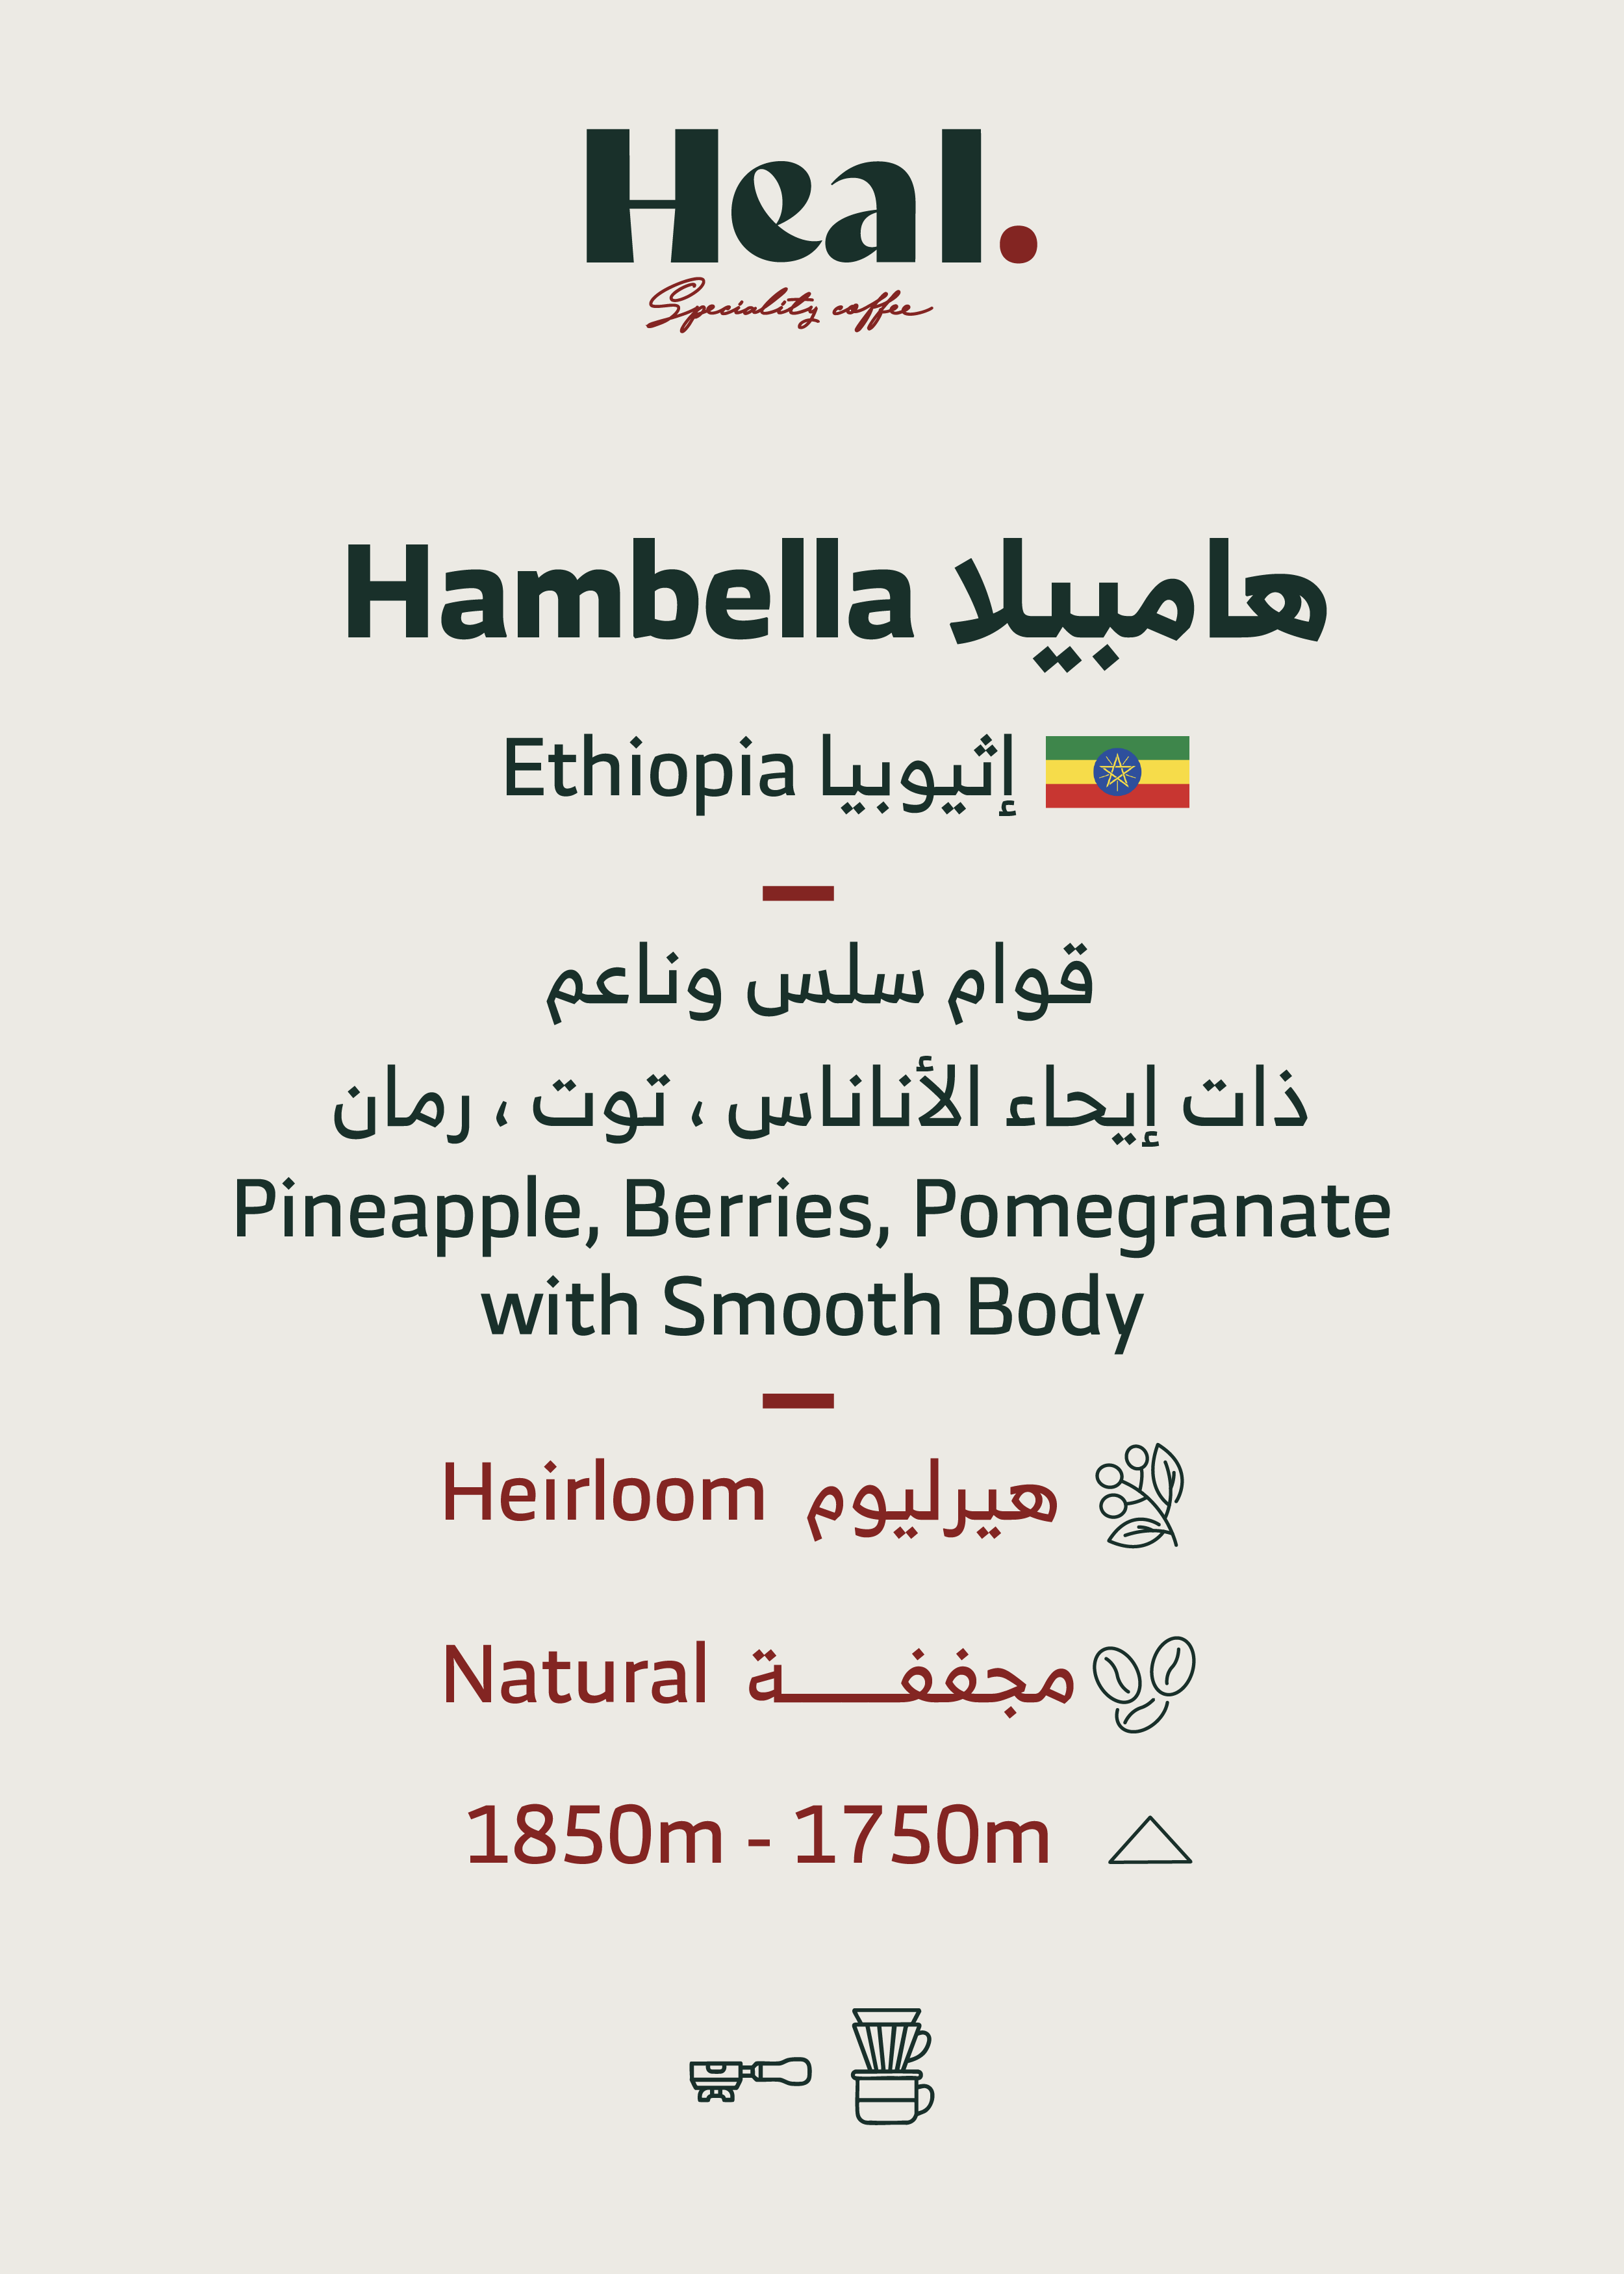 Heal.
Speciality coffee
Hambella هامبيلا
Ethiopia إثيوبيا
قوام سلس وناعم
ذات إيحاء الأناناس ، توت ، رمان
Pineapple, Berries, Pomegranate
with Smooth Body
Heirloom هيرليوم
Natural مجففـــــة
1850m - 1750m